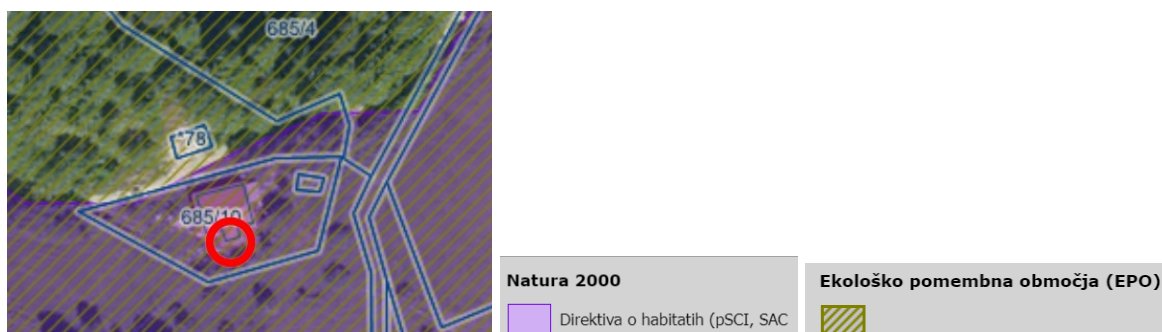 685/4
*78
685/10
Natura 2000
Direktiva o habitatih (pSCI, SAC
Ekološko pomembna območja (EPO)